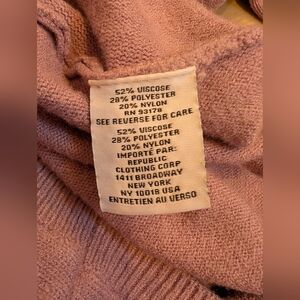 52% VISCOSE
28% POLYESTER
20% NYLON
RN 93178
SEE REVERSE FOR CARE
52% VISCOSE
28% POLYESTER
20% NYLON
IMPORTÉ PAR:
REPUBLIC
CLOTHING CORP
1411 BROADWAY
NEW YORK
NY 10018 USA
ENTRETIEN AU VERSO